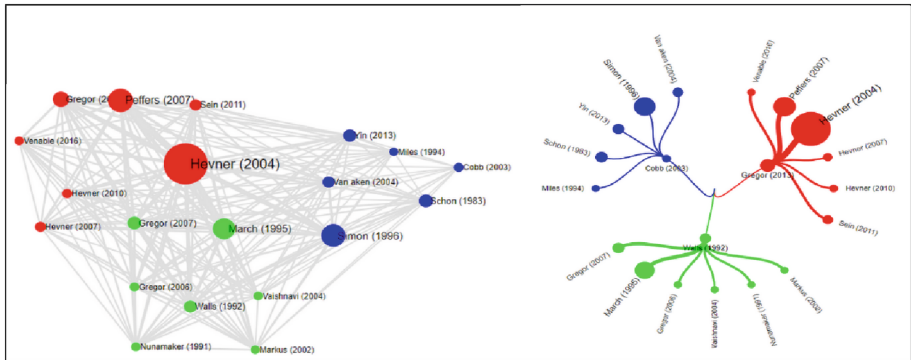 Gregor (20
Peffers (2007)
Sein (2011)
Venable (2016)
Hevner (2004)
Yin (2013)
Miles (1994)
Cobb (2003)
Van aken (2004)
Hevner (2010)
Schon (1983)
Hevner (2007)
Gregor (2007)
March (1995)
Simon (1996)
Gregor (2006)
Vaishnavi (2004)
Walls (1992)
Nunamaker (1991)
Markus (2002)
Van aken (2004)
Simon (1996)
Yin (2013)
Schon (1983)
Miles (1994)
Cobb (2003)
Venable (2016)
Peffers (2007)
Hevner (2004)
Hevner (2007)
Gregor (2013)
Hevner (2010)
Sein (2011)
Walls (1992)
Gregor (2007)
March (1995)
Gregor (2006)
Vaishnavi (2004)
Nunamaker (1991)
Markus (2002)